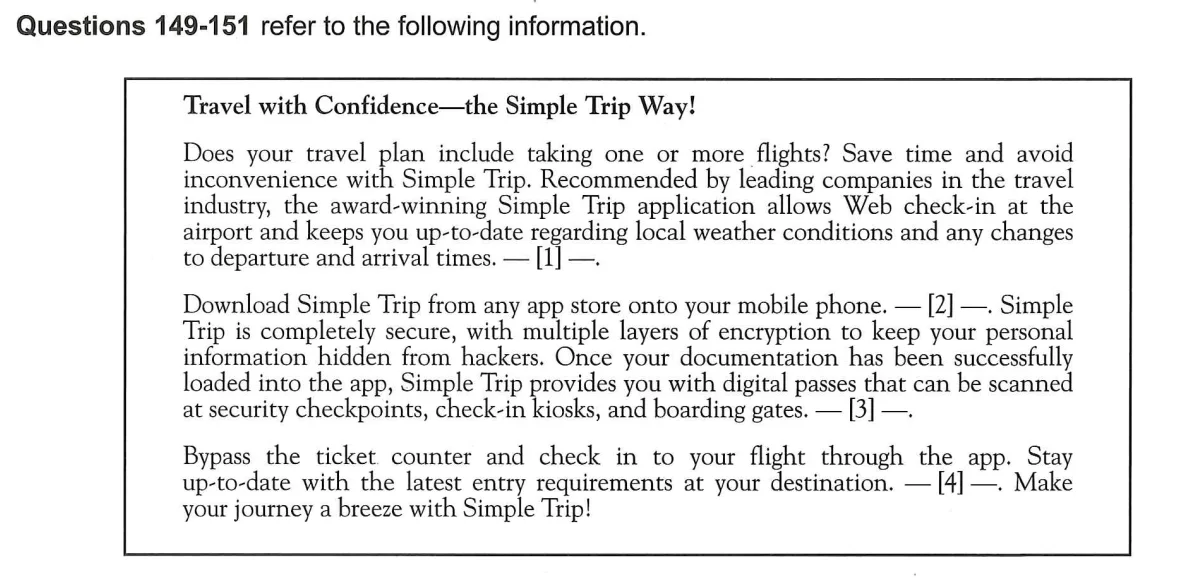 Questions 149-151 refer to the following information.
Travel with Confidence—the Simple Trip Way!
Does your travel plan include taking one or more flights? Save time and avoid
inconvenience with Simple Trip. Recommended by leading companies in the travel
industry, the award-winning Simple Trip application allows Web check-in at the
airport and keeps you up-to-date regarding local weather conditions and any changes
to departure and arrival times. — [1] —.
Download Simple Trip from any app store onto your mobile phone. — [2] —. Simple
Trip is completely secure, with multiple layers of encryption to keep your personal
information hidden from hackers. Once your documentation has been successfully
loaded into the app, Simple Trip provides you with digital passes that can be scanned
at security checkpoints, check-in kiosks, and boarding gates. — [3] —.
Bypass the ticket counter and check in to your flight through the app. Stay
up-to-date with the latest entry requirements at your destination. — [4] —. Make
your journey a breeze with Simple Trip!